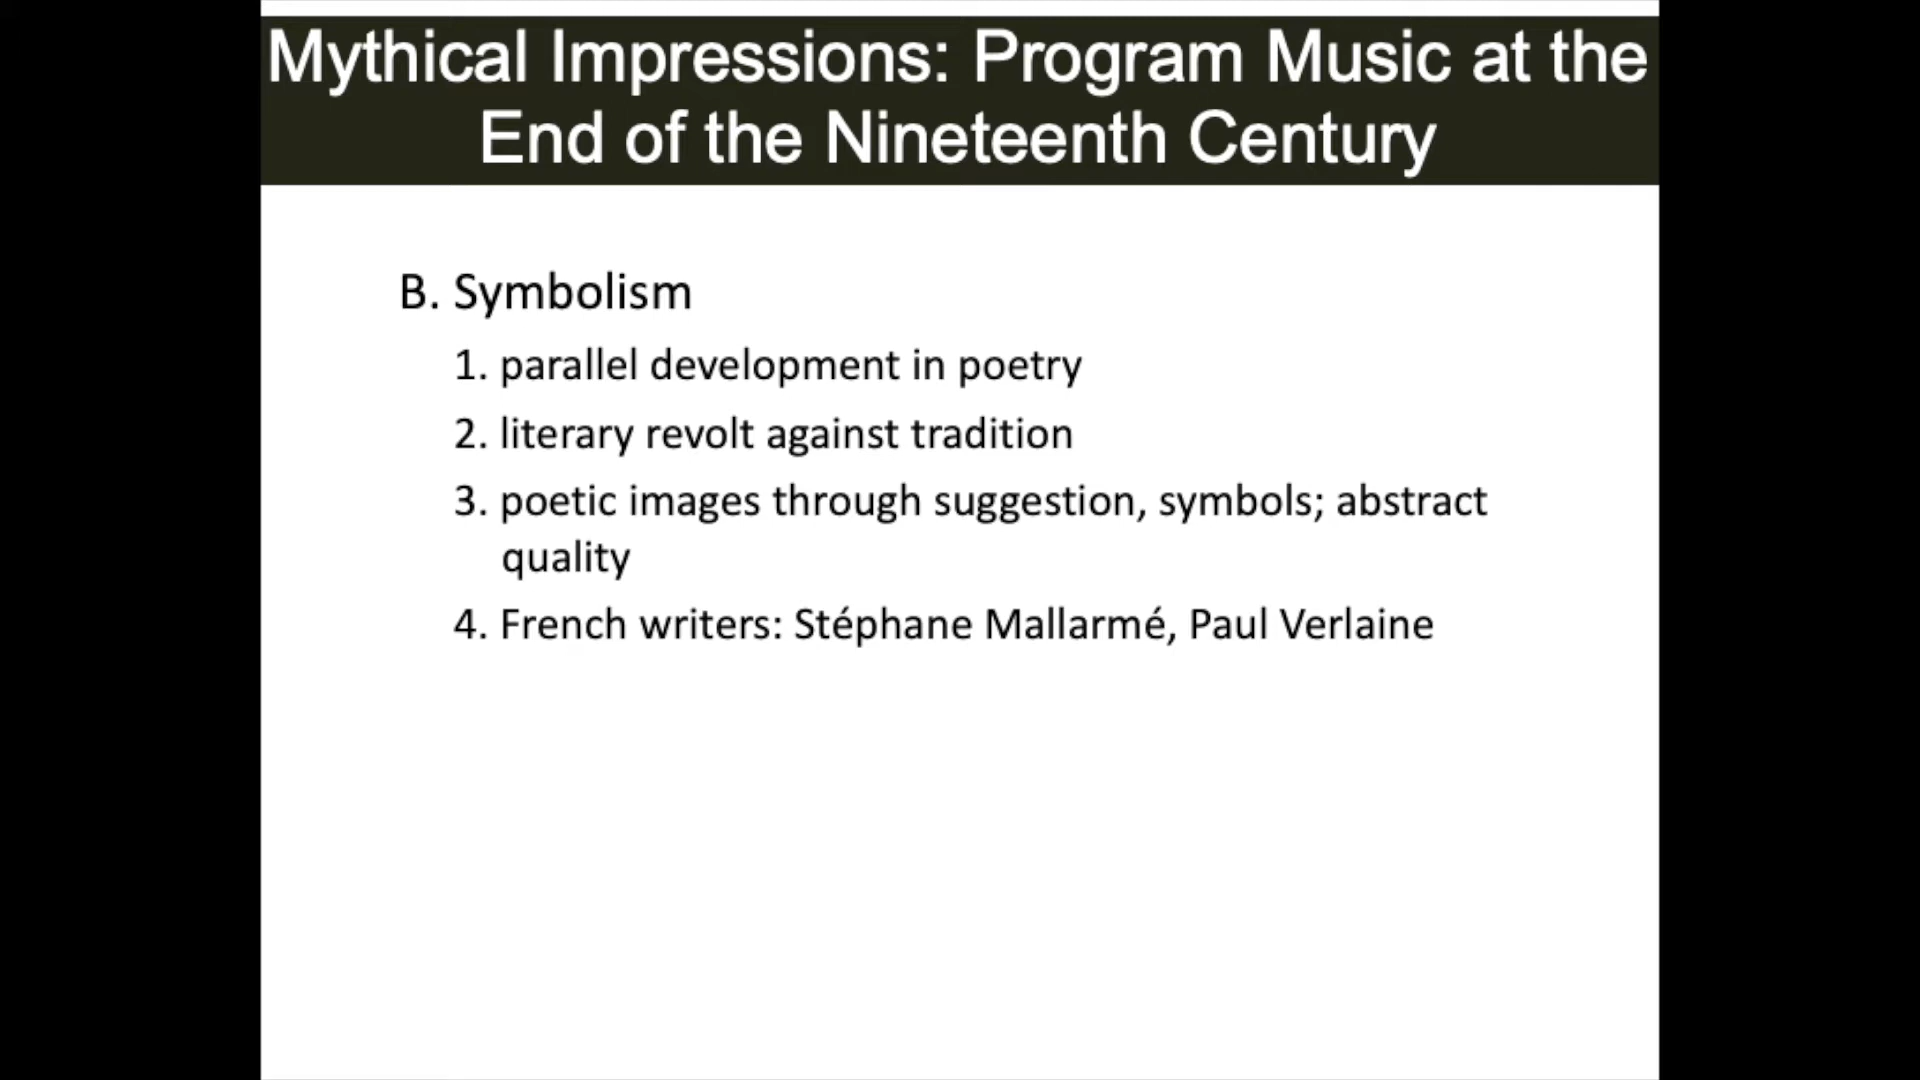 Mythical Impressions: Program Music at the
End of the Nineteenth Century
B. Symbolism
1. parallel development in poetry
2. literary revolt against tradition
3. poetic images through suggestion, symbols; abstract
quality
4. French writers: Stéphane Mallarmé, Paul Verlaine